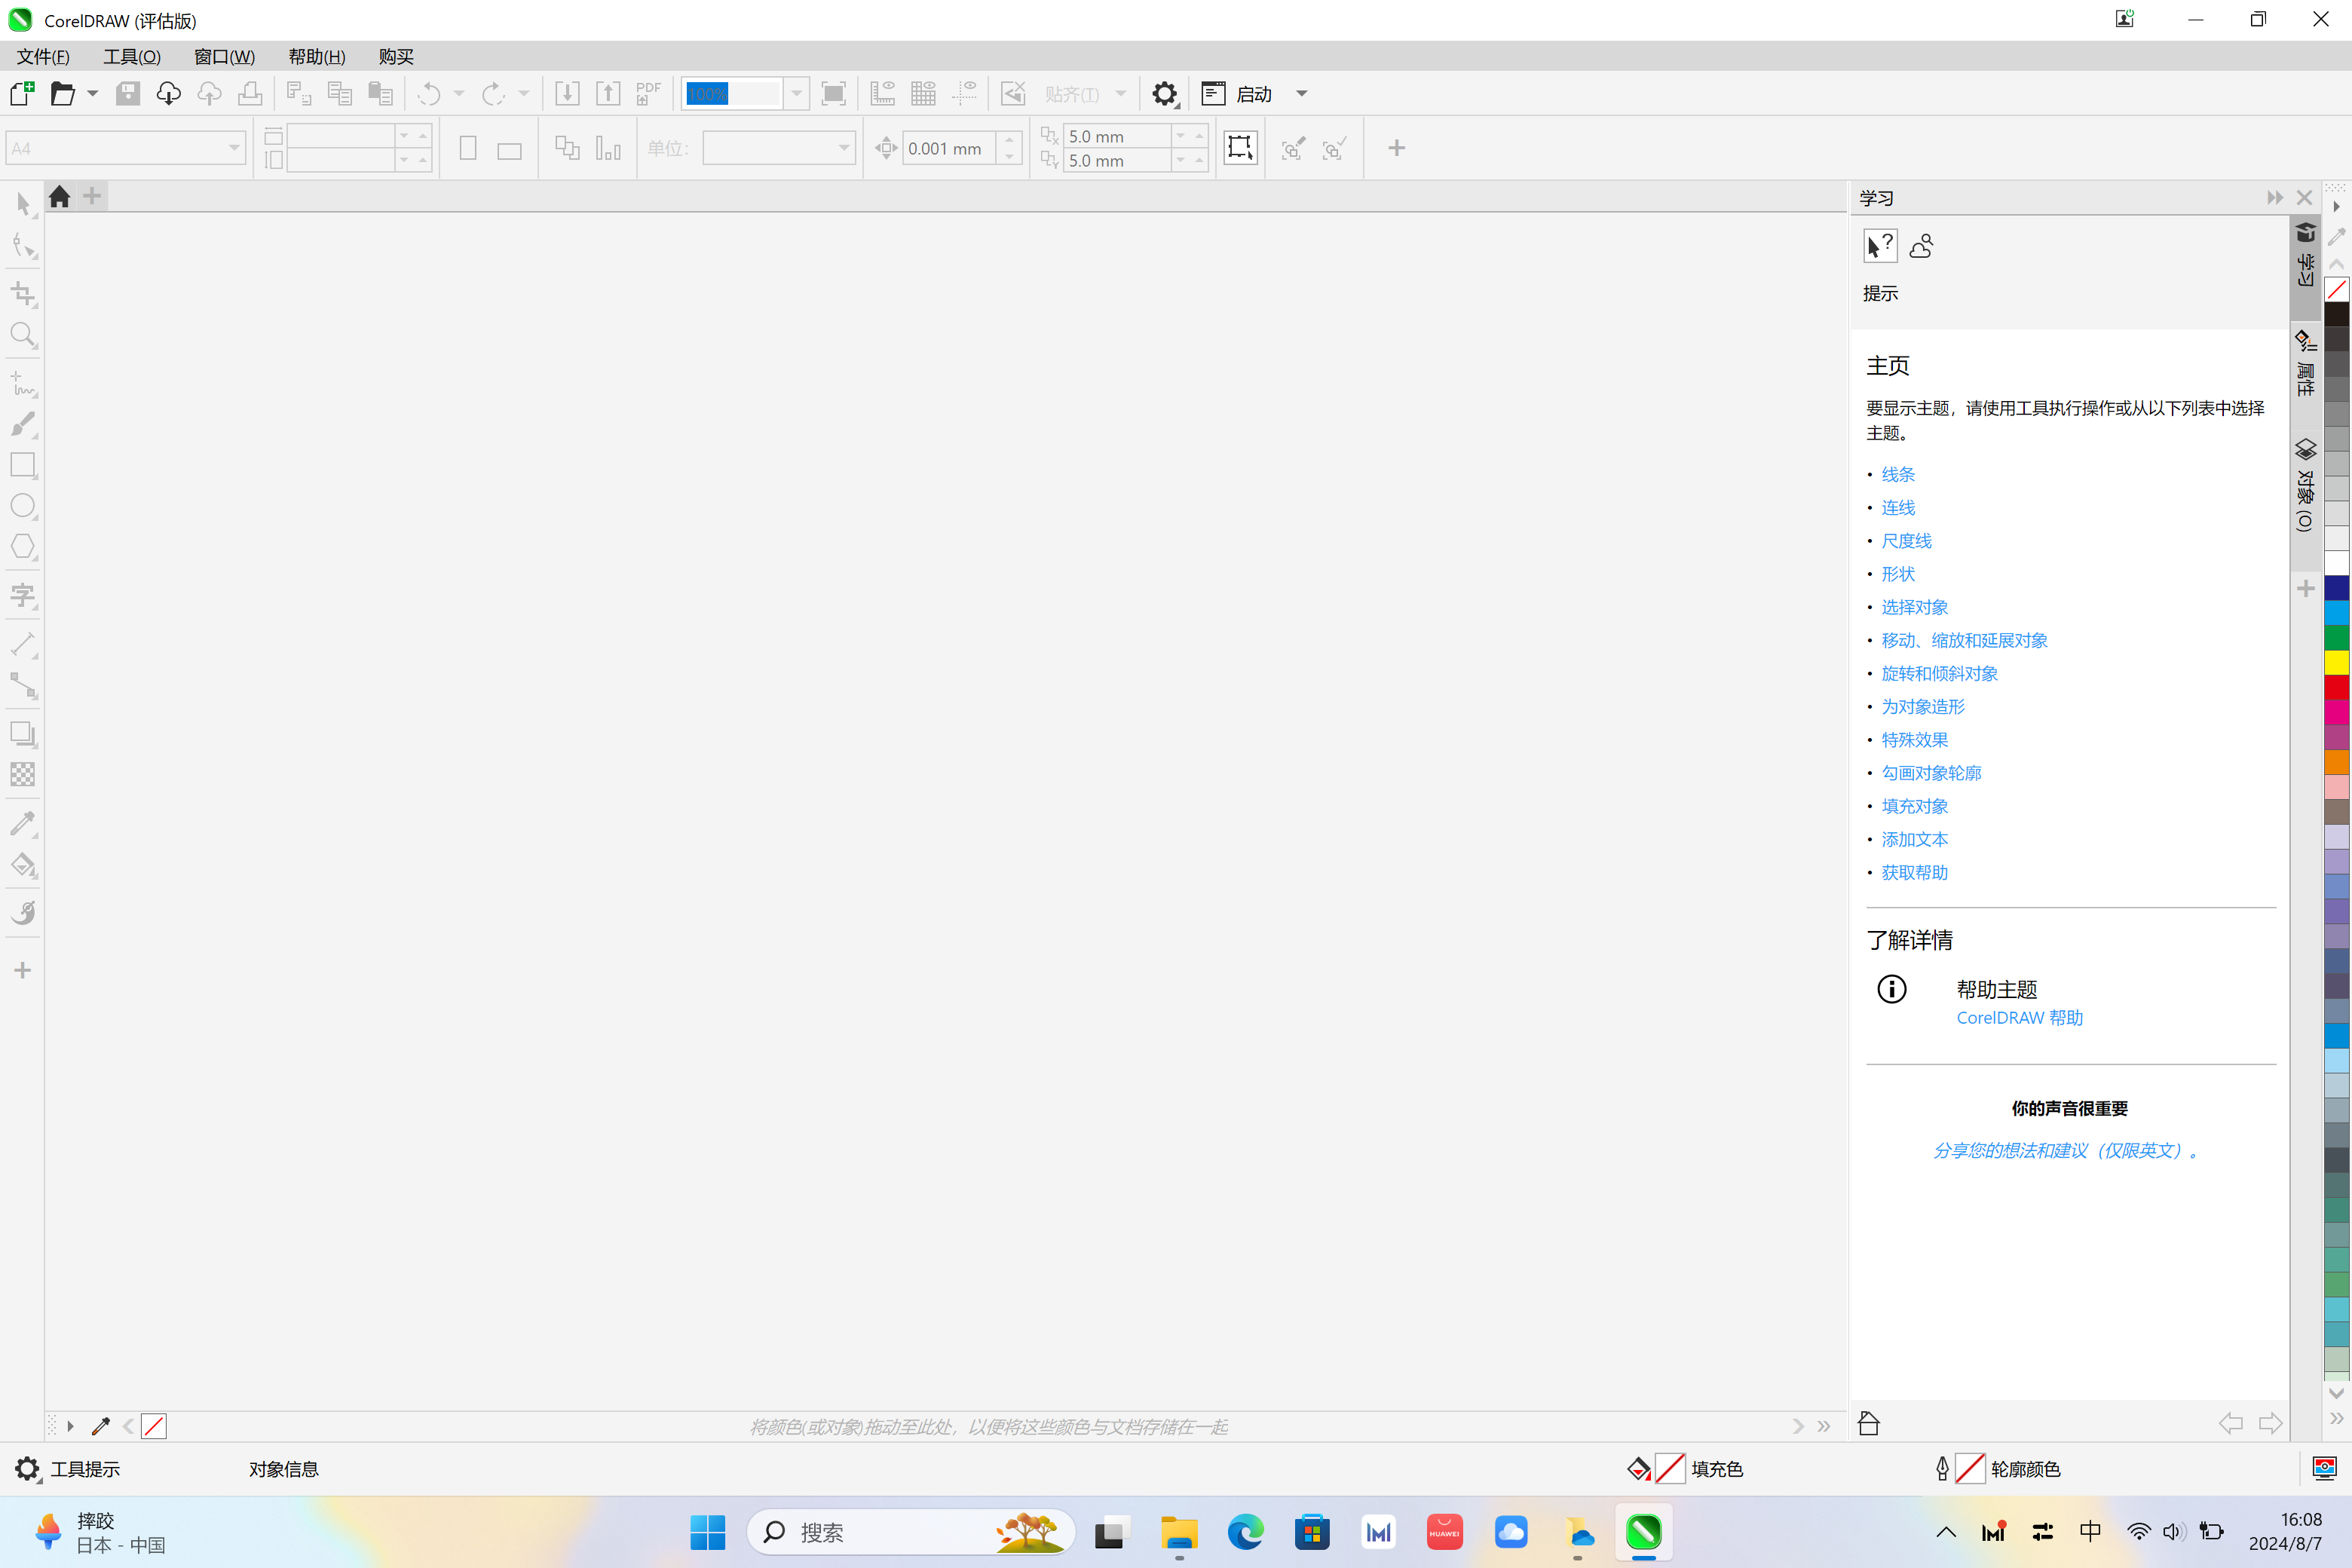 CorelDRAW (评估版)
文件(F) 工具(O) 窗口(W) 帮助(H) 购买
PDF 100% 贴齐(T) 启动
A4 单位: 0.001 mm 5.0 mm
5.0 mm
学习
提示
学习
属性
对象 (O)
主页
要显示主题，请使用工具执行操作或从以下列表中选择
主题。
• 线条
• 连线
• 尺度线
• 形状
• 选择对象
• 移动、缩放和延展对象
• 旋转和倾斜对象
• 为对象造形
• 特殊效果
• 勾画对象轮廓
• 填充对象
• 添加文本
• 获取帮助
了解详情
帮助主题
CorelDRAW 帮助
你的声音很重要
分享您的想法和建议（仅限英文）。
字
将颜色(或对象)拖动至此处，以便将这些颜色与文档存储在一起
工具提示 对象信息 填充色 轮廓颜色
摔跤
日本 - 中国
搜索
HUAWEI
中
16:08
2024/8/7